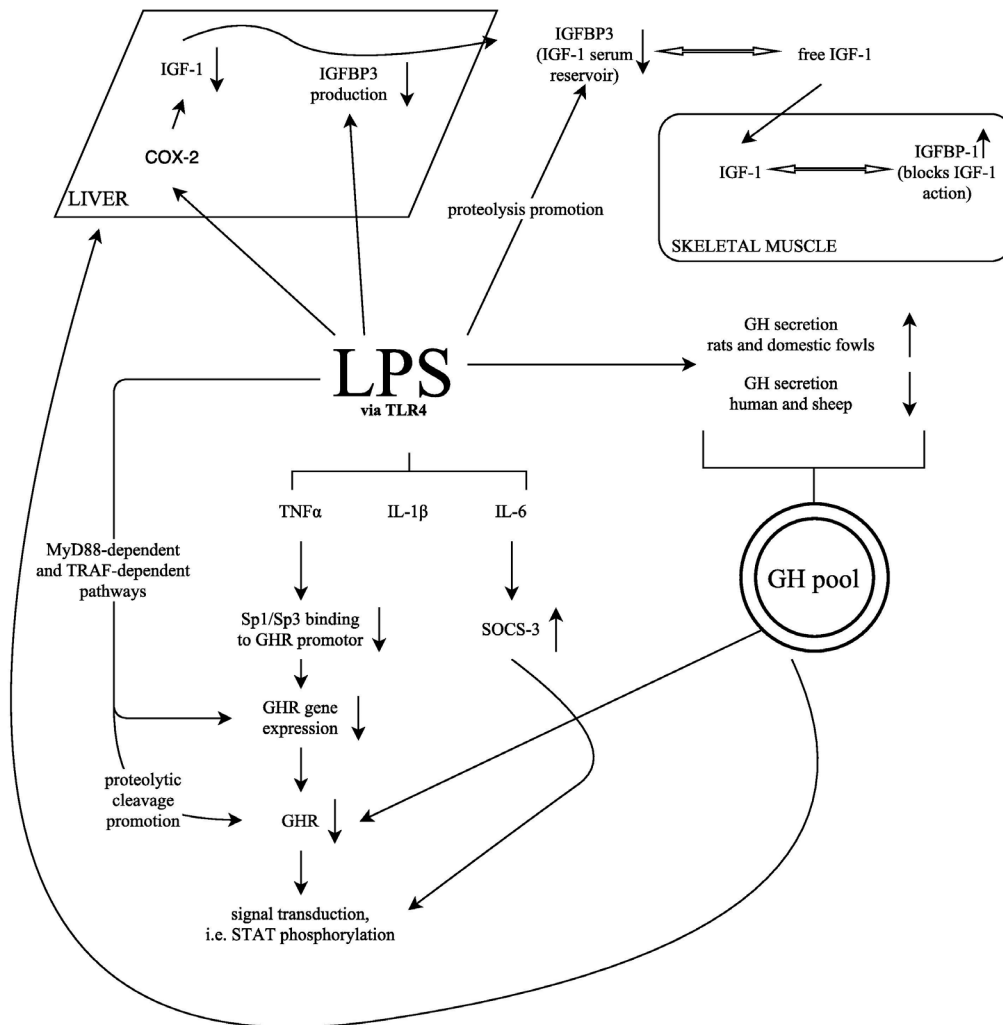 IGF-1
IGFBP3
production
COX-2
LIVER
IGFBP3
(IGF-1 serum
reservoir)
free IGF-1
IGF-1
IGFBP-1
(blocks IGF-1
action)
SKELETAL MUSCLE
proteolysis promotion
LPS
via TLR4
GH secretion
rats and domestic fowls
GH secretion
human and sheep
TNFα
IL-1β
IL-6
MyD88-dependent
and TRAF-dependent
pathways
Sp1/Sp3 binding
to GHR promotor
SOCS-3
GH pool
GHR gene
expression
proteolytic
cleavage
promotion
GHR
signal transduction,
i.e. STAT phosphorylation